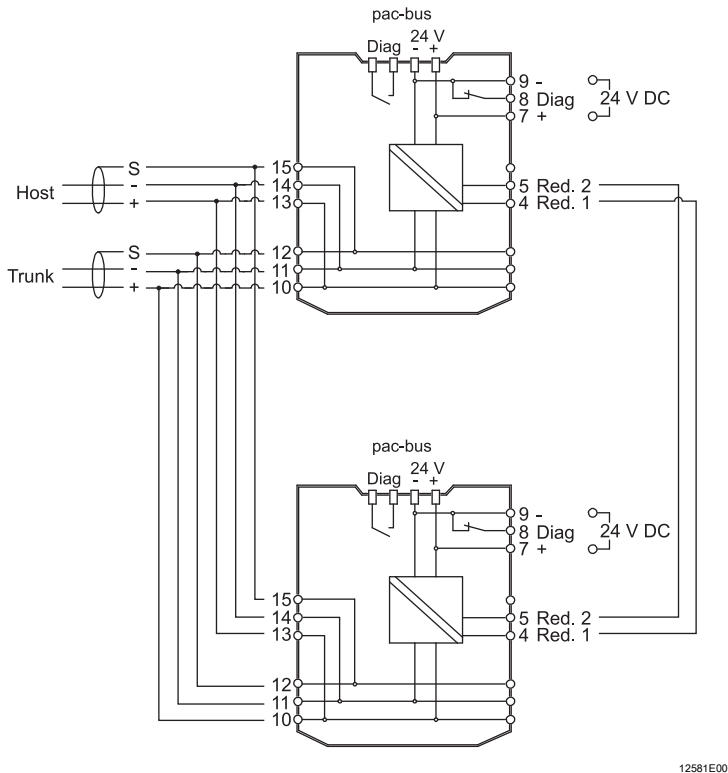 pac-bus
24 V
Diag - +
9 -
8 Diag 24 V DC
7 +
S 15
Host - 14
+ 13
5 Red. 2
4 Red. 1
S 12
Trunk - 11
+ 10
pac-bus
24 V
Diag - +
9 -
8 Diag 24 V DC
7 +
15
14
13
5 Red. 2
4 Red. 1
12
11
10
12581E00